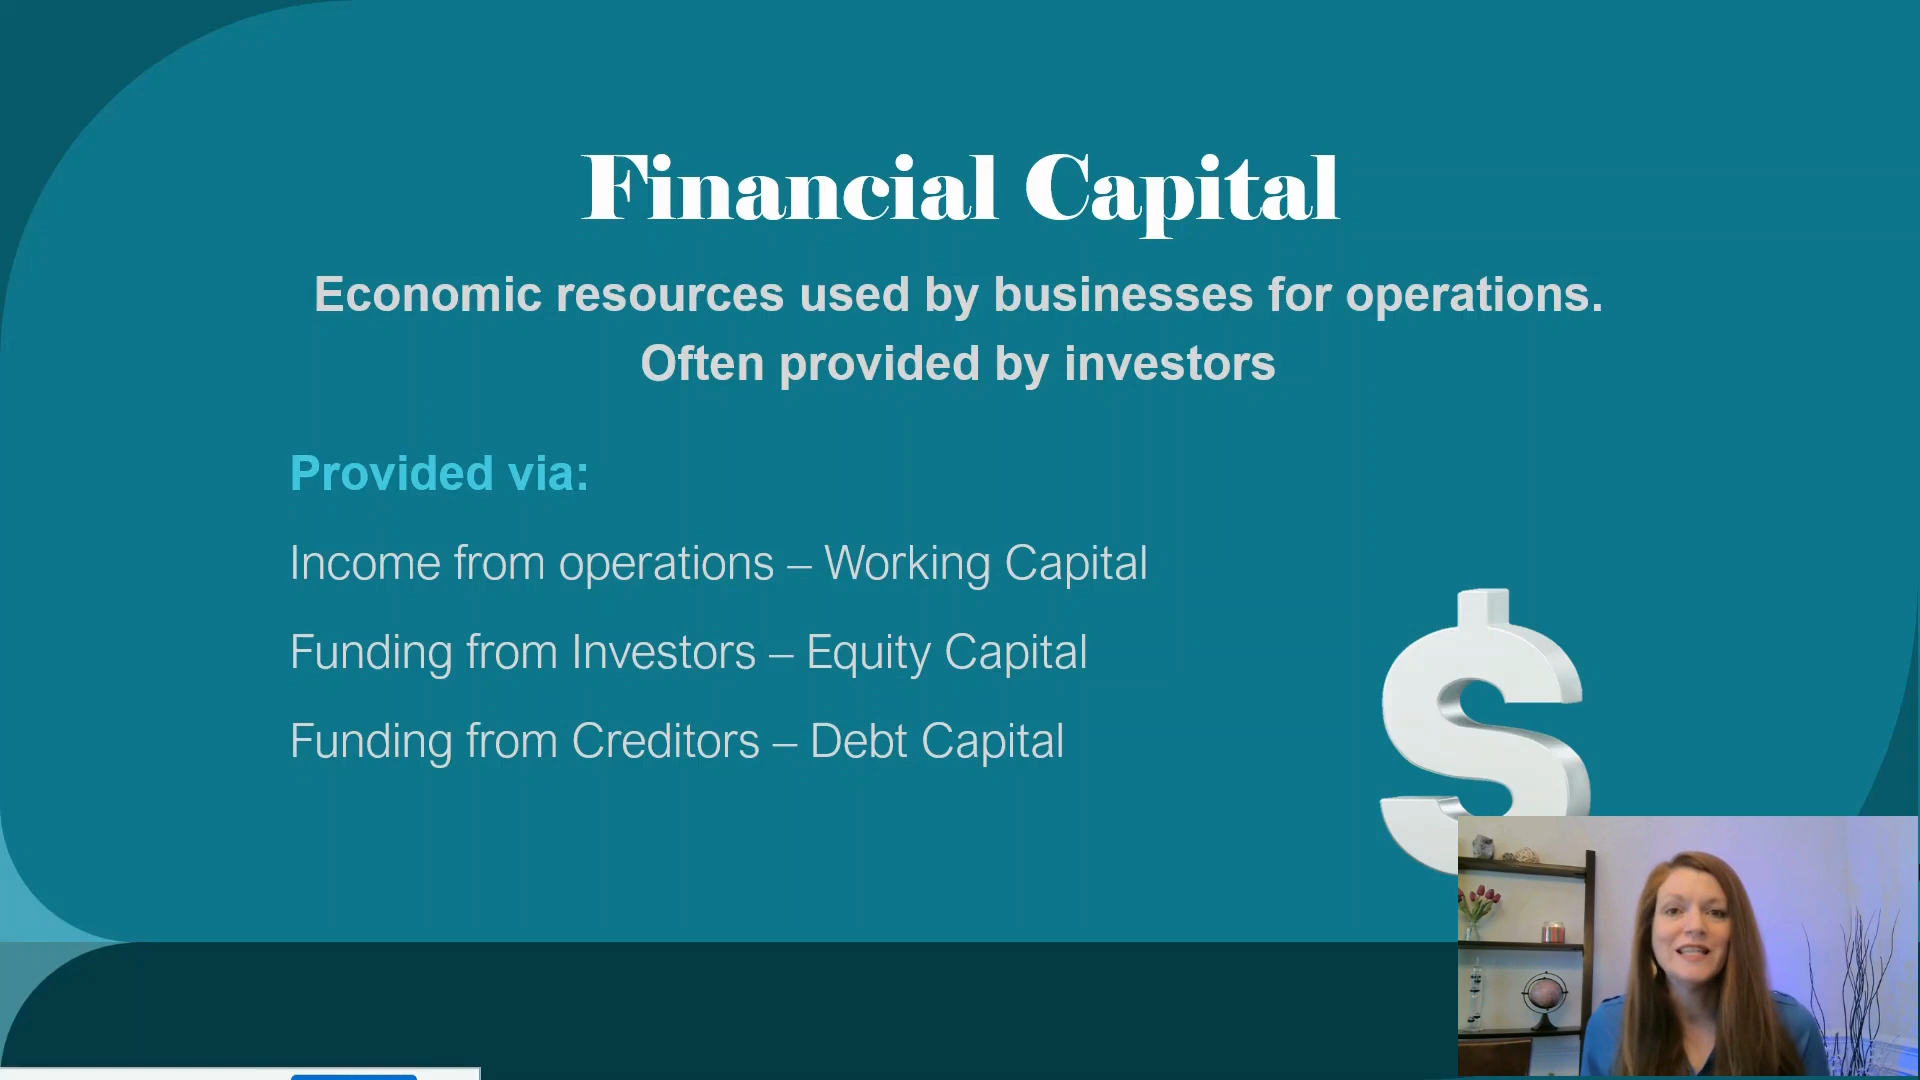 Financial Capital
Economic resources used by businesses for operations.
Often provided by investors
Provided via:
Income from operations – Working Capital
Funding from Investors – Equity Capital
Funding from Creditors – Debt Capital
$